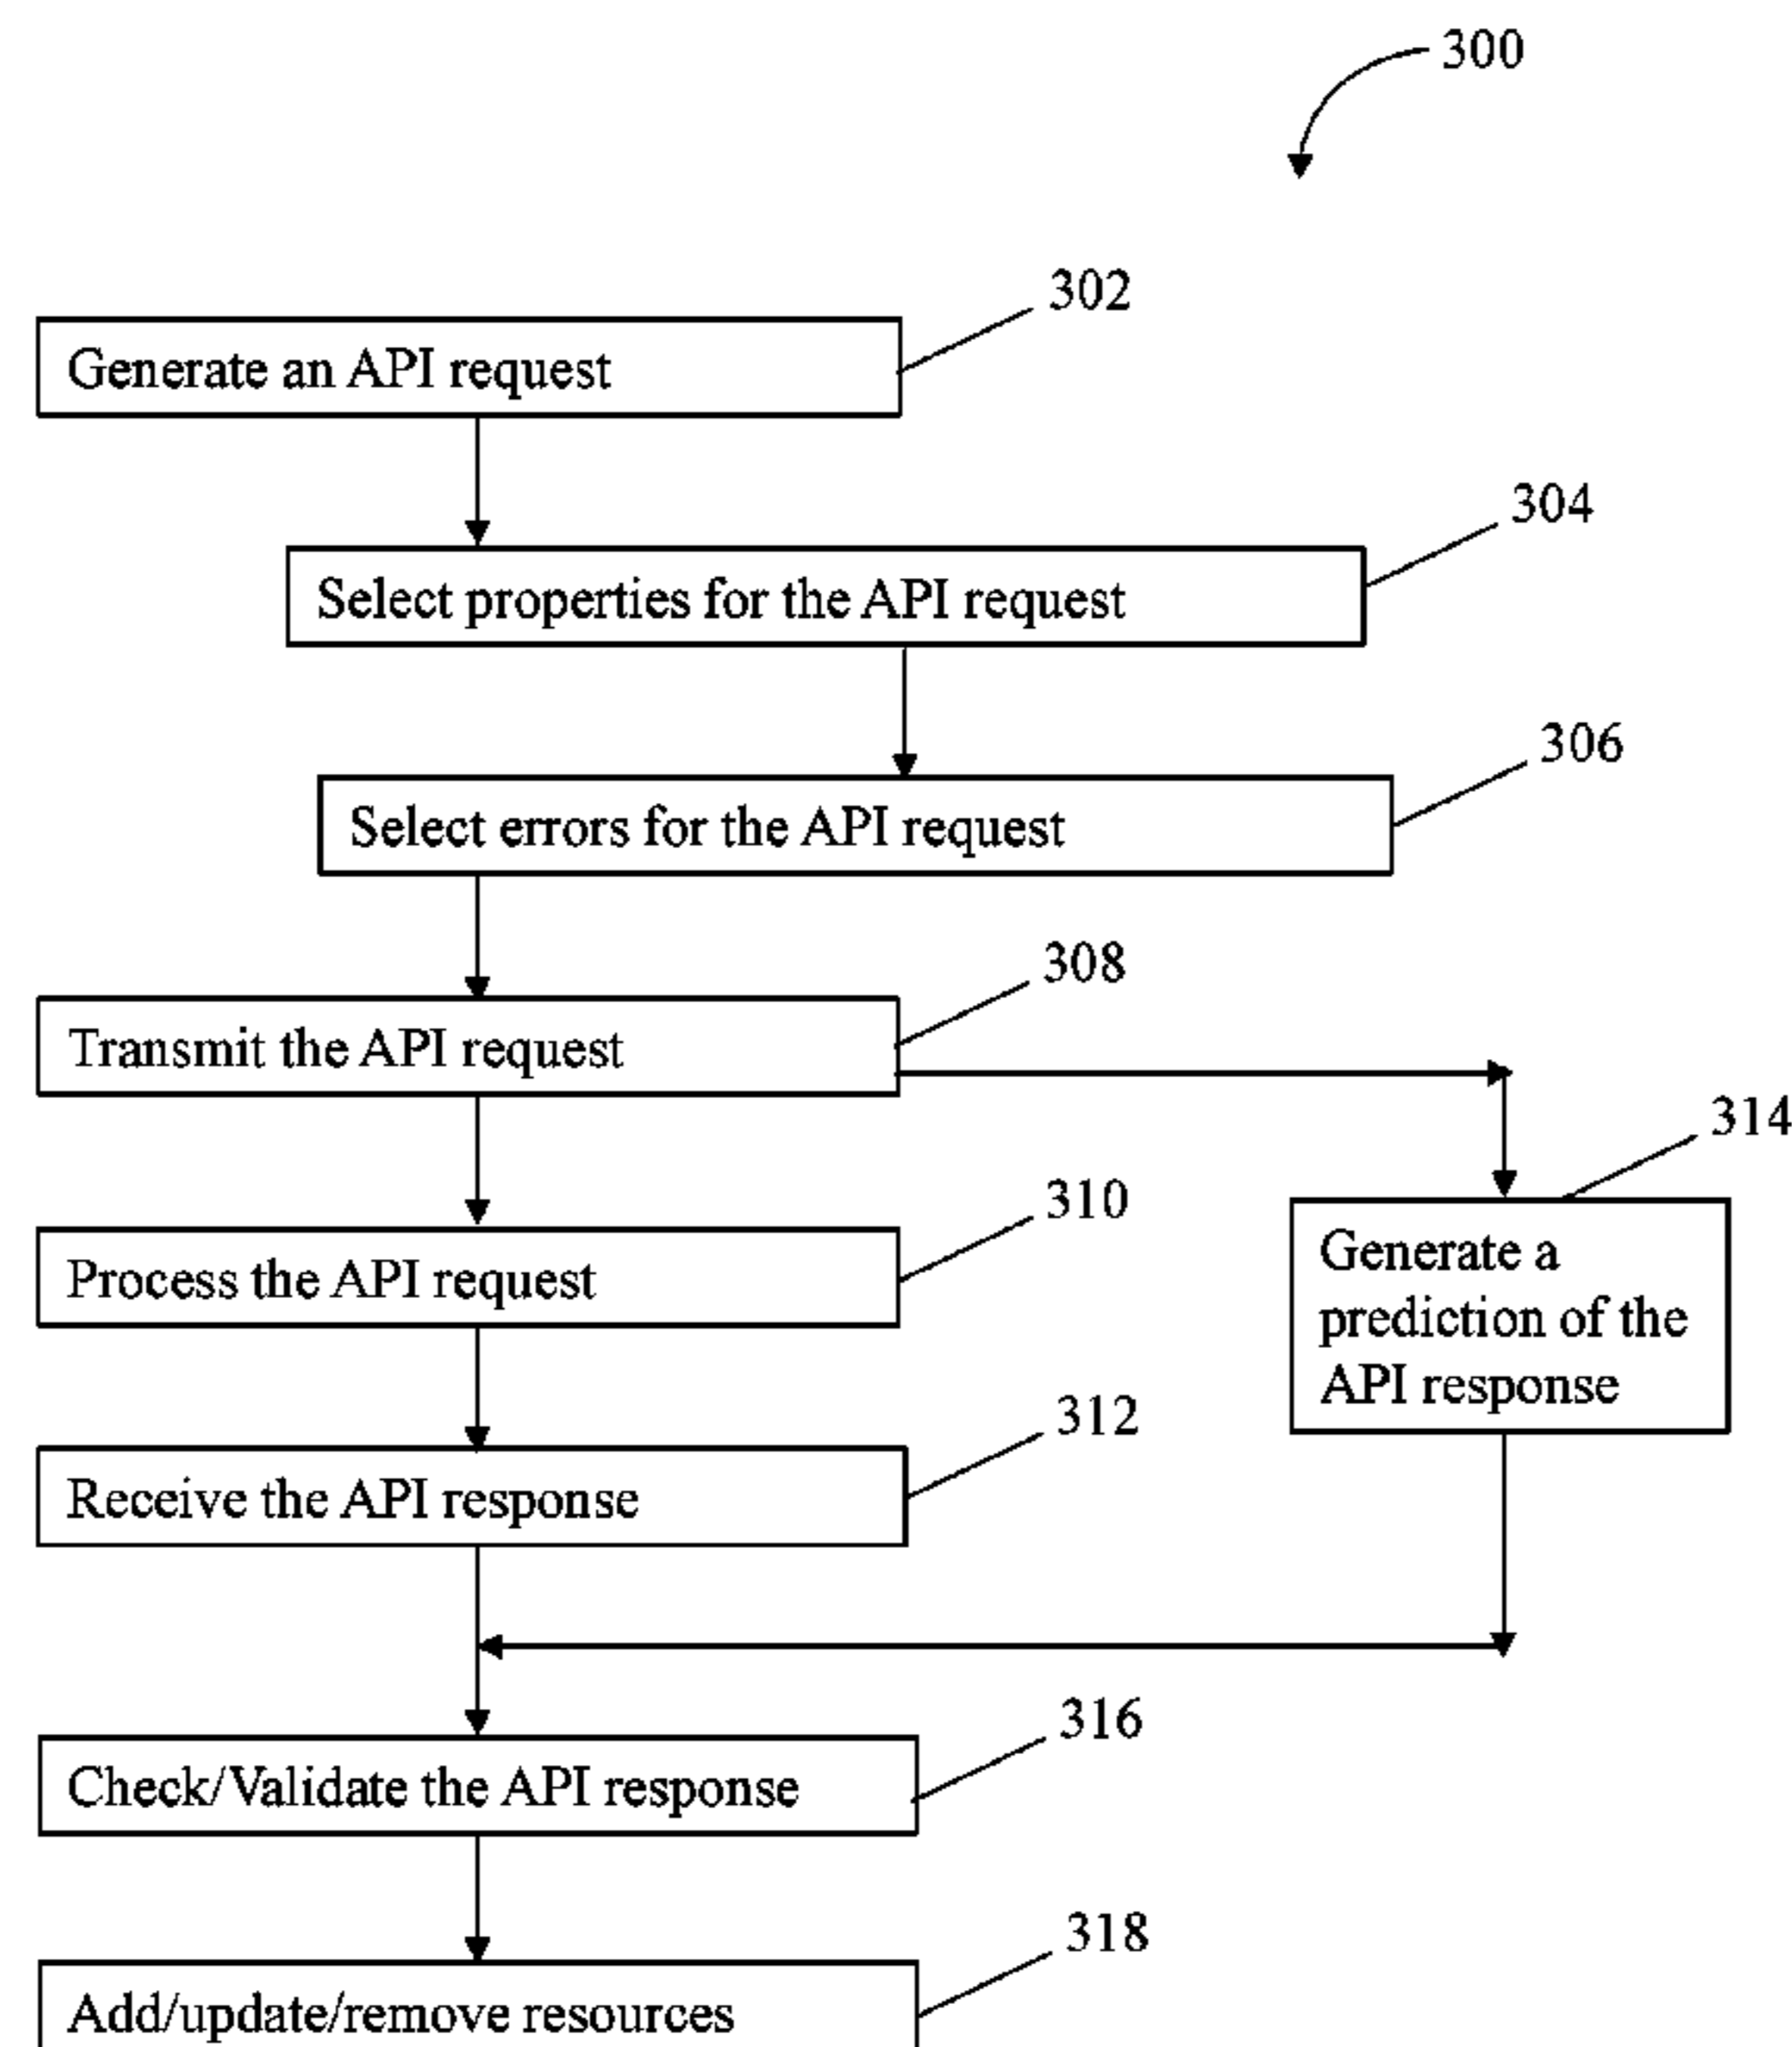 300
302
Generate an API request
304
Select properties for the API request
306
Select errors for the API request
308
Transmit the API request
314
310
Process the API request
Generate a
prediction of the
API response
312
Receive the API response
316
Check/Validate the API response
318
Add/update/remove resources